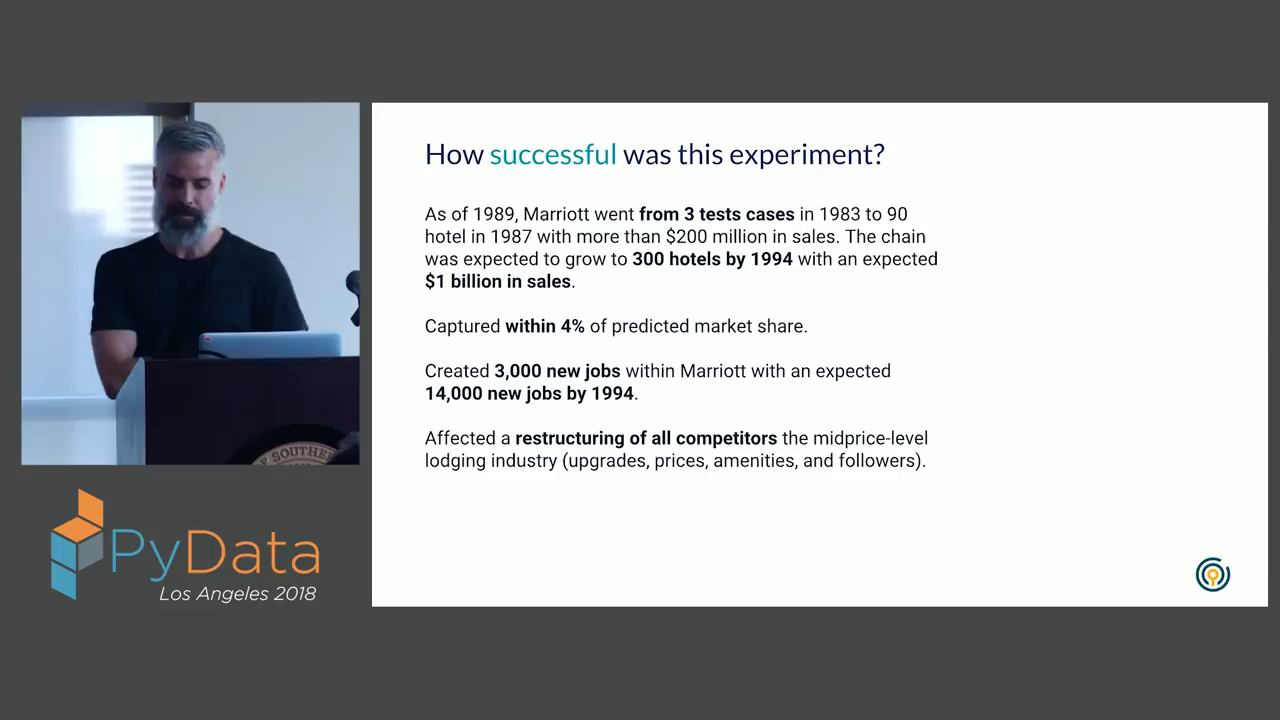 How successful was this experiment?
As of 1989, Marriott went from 3 tests cases in 1983 to 90
hotel in 1987 with more than $200 million in sales. The chain
was expected to grow to 300 hotels by 1994 with an expected
$1 billion in sales.
Captured within 4% of predicted market share.
Created 3,000 new jobs within Marriott with an expected
14,000 new jobs by 1994.
Affected a restructuring of all competitors the midprice-level
lodging industry (upgrades, prices, amenities, and followers).
OF SOUTHE
PyData
Los Angeles 2018